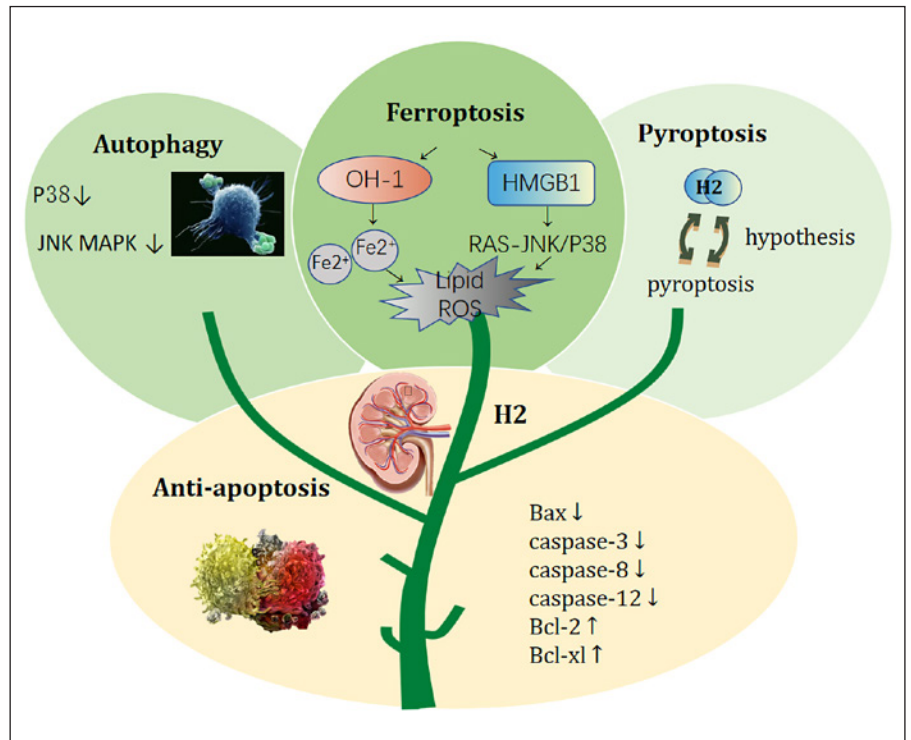 Autophagy
P38↓
JNK MAPK ↓
Ferroptosis
OH-1
HMGB1
Fe2+
Fe2+
RAS-JNK/P38
Lipid
ROS
Pyroptosis
H2
hypothesis
pyroptosis
H2
Anti-apoptosis
Bax↓
caspase-3↓
caspase-8↓
caspase-12↓
Bcl-2↑
Bcl-xl↑